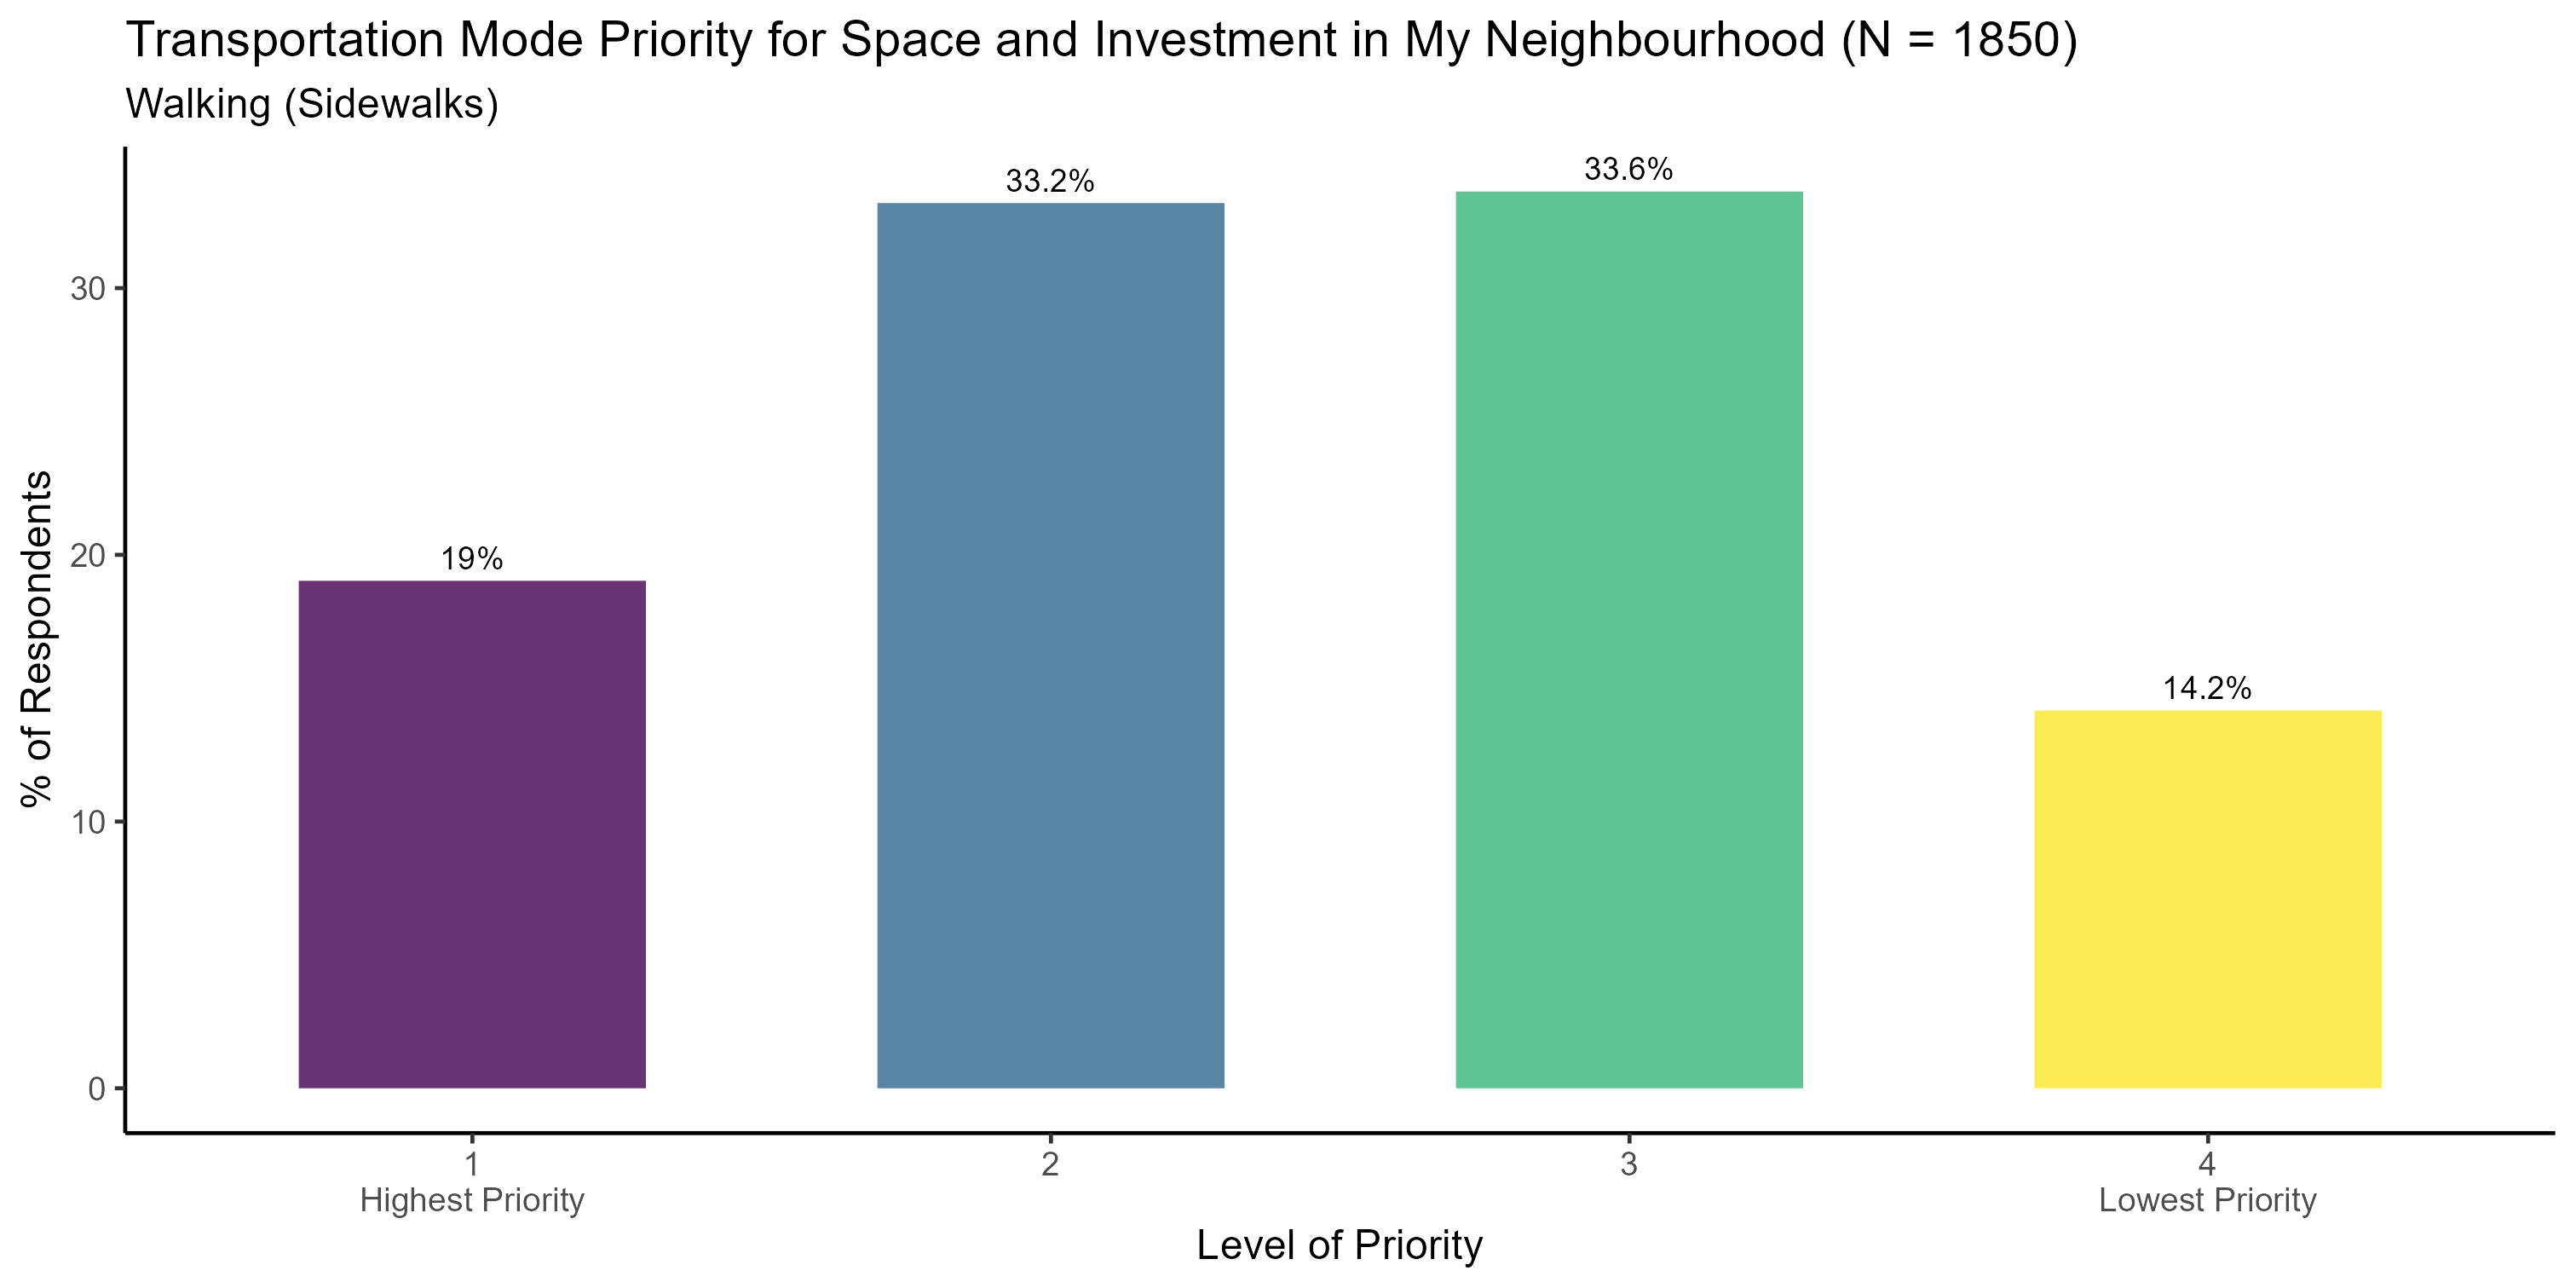 Transportation Mode Priority for Space and Investment in My Neighbourhood (N = 1850)
Walking (Sidewalks)
33.2%
33.6%
19%
14.2%
% of Respondents
30
20
10
0
1
2
3
4
Highest Priority
Lowest Priority
Level of Priority